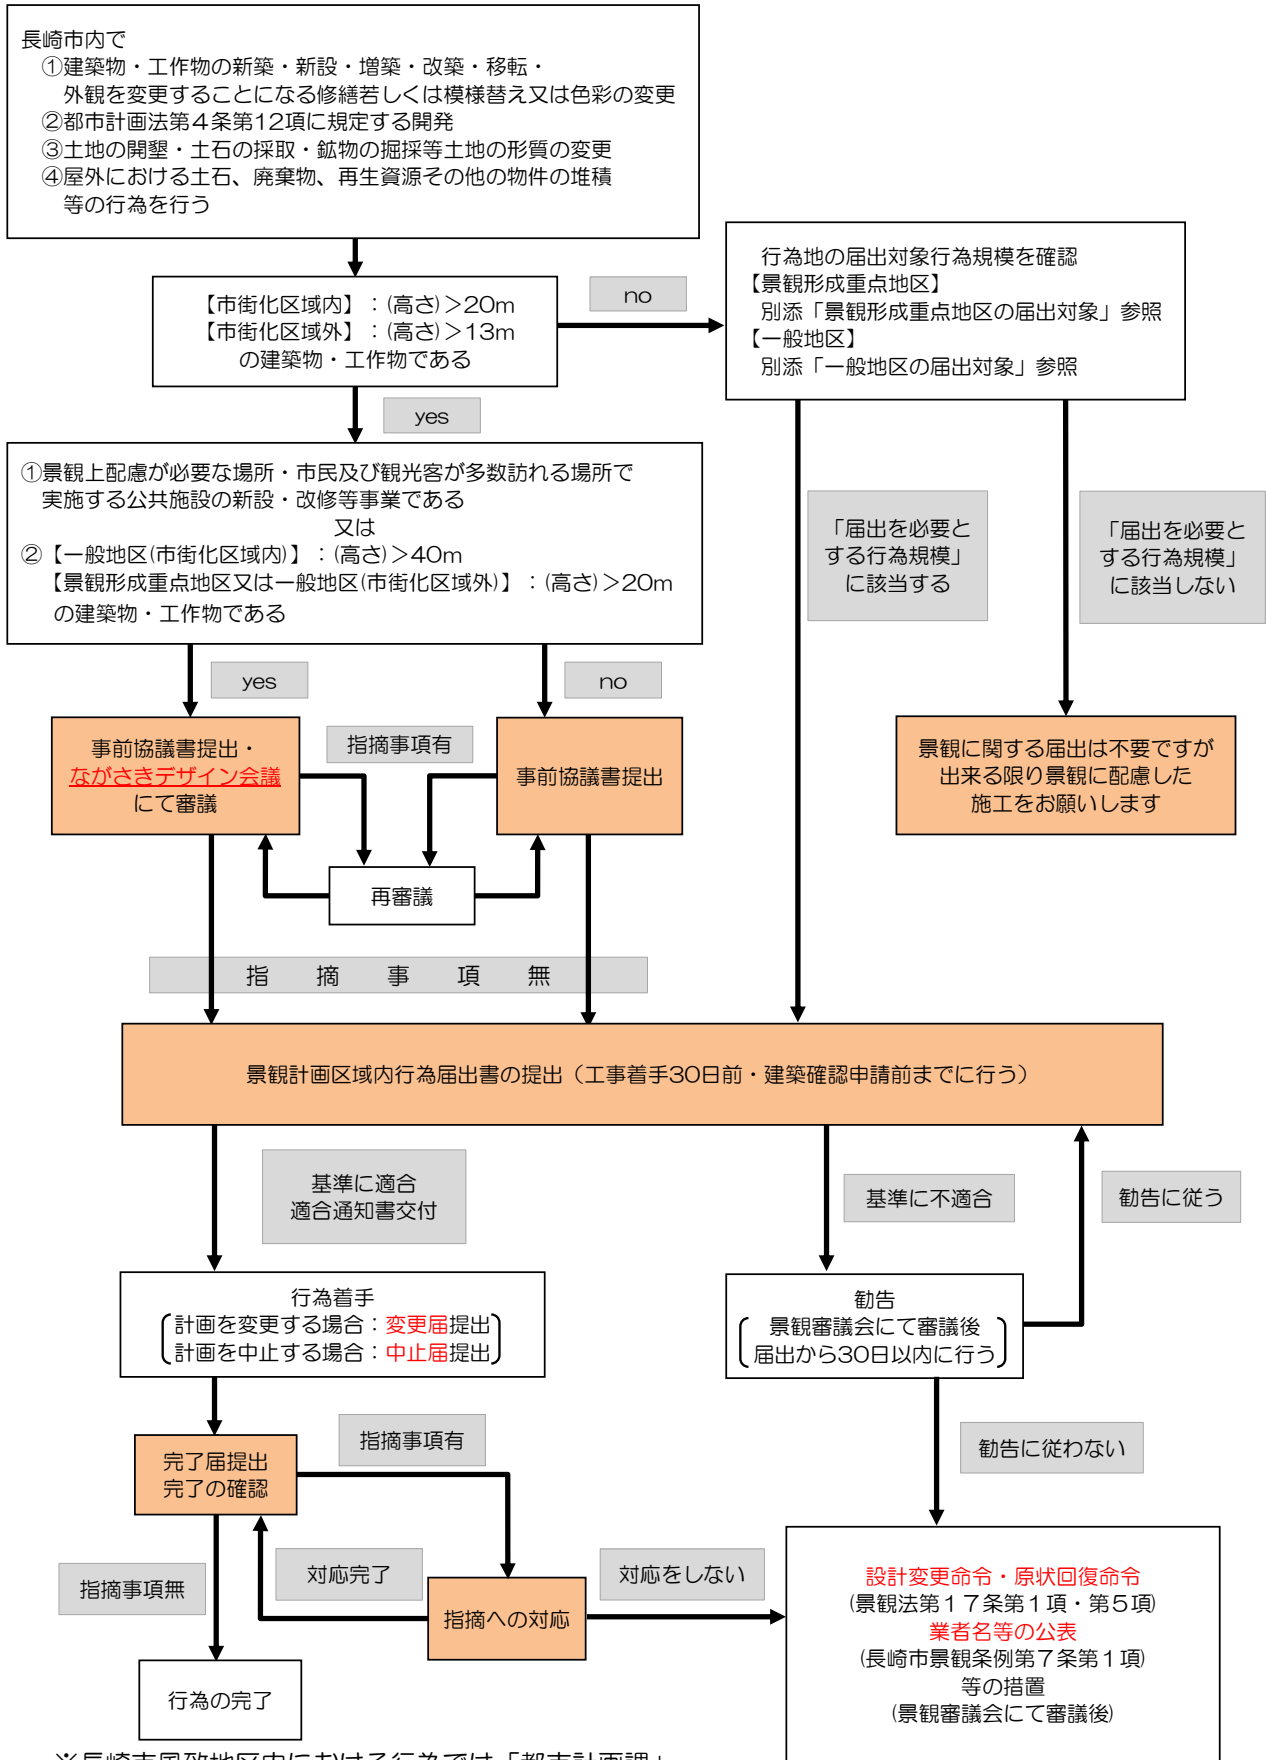 長崎市内で
①建築物・工作物の新築・新設・増築・改築・移転・
外観を変更することになる修繕若しくは模様替え又は色彩の変更
②都市計画法第４条第12項に規定する開発
③土地の開墾・土石の採取・鉱物の掘採等土地の形質の変更
④屋外における土石、廃棄物、再生資源その他の物件の堆積
等の行為を行う
【市街化区域内】：(高さ)＞20m
【市街化区域外】：(高さ)＞13m
の建築物・工作物である
no
行為地の届出対象行為規模を確認
【景観形成重点地区】
別添「景観形成重点地区の届出対象」参照
【一般地区】
別添「一般地区の届出対象」参照
yes
①景観上配慮が必要な場所・市民及び観光客が多数訪れる場所で
実施する公共施設の新設・改修等事業である
又は
②【一般地区(市街化区域内)】：(高さ)＞40m
【景観形成重点地区又は一般地区(市街化区域外)】：(高さ)＞20m
の建築物・工作物である
「届出を必要と
する行為規模」
に該当する
「届出を必要と
する行為規模」
に該当しない
yes
no
事前協議書提出・
ながさきデザイン会議
にて審議
指摘事項有
事前協議書提出
景観に関する届出は不要ですが
出来る限り景観に配慮した
施工をお願いします
再審議
指摘事項無
景観計画区域内行為届出書の提出（工事着手30日前・建築確認申請前までに行う）
基準に適合
適合通知書交付
基準に不適合
勧告に従う
行為着手
計画を変更する場合：変更届提出
計画を中止する場合：中止届提出
勧告
景観審議会にて審議後
届出から30日以内に行う
指摘事項有
勧告に従わない
完了届提出
完了の確認
指摘事項無
対応完了
対応をしない
指摘への対応
設計変更命令・原状回復命令
(景観法第１７条第１項・第５項)
業者名等の公表
(長崎市景観条例第７条第１項)
等の措置
(景観審議会にて審議後)
行為の完了
※長崎市風致地区内における行為では「都市計画課」